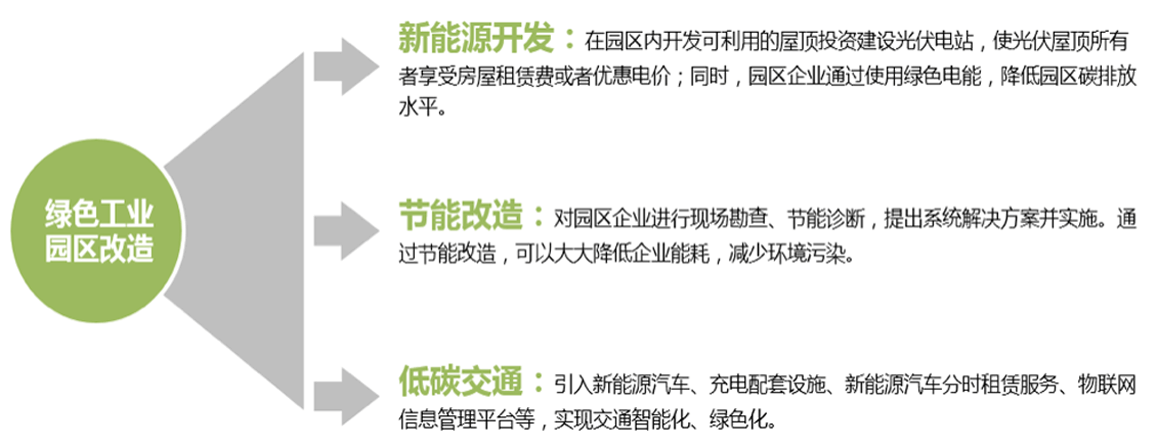 绿色工业
园区改造
新能源开发：在园区内开发可利用的屋顶投资建设光伏电站，使光伏屋顶所有
者享受房屋租赁费或者优惠电价；同时，园区企业通过使用绿色电能，降低园区碳排放
水平。
节能改造：对园区企业进行现场勘查、节能诊断，提出系统解决方案并实施。通
过节能改造，可以大大降低企业能耗，减少环境污染。
低碳交通：引入新能源汽车、充电配套设施、新能源汽车分时租赁服务、物联网
信息管理平台等，实现交通智能化、绿色化。